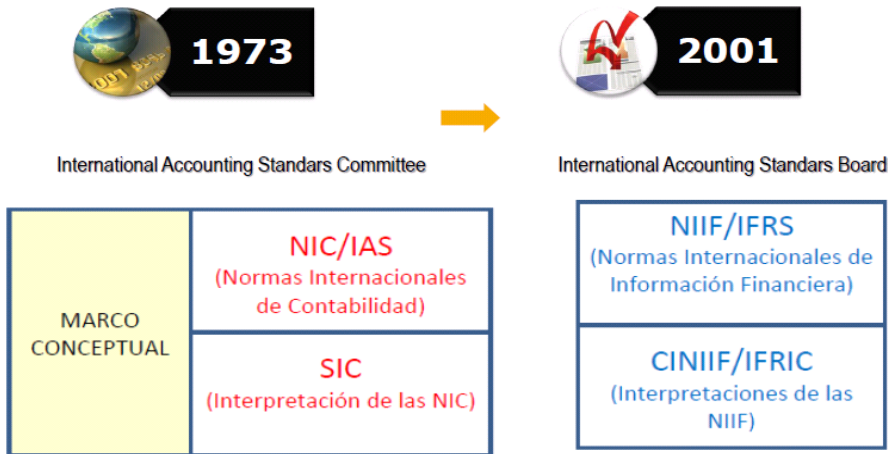 1973
2001
International Accounting Standars Committee
International Accounting Standars Board
MARCO
CONCEPTUAL
NIC/IAS
(Normas Internacionales
de Contabilidad)
SIC
(Interpretación de las NIC)
NIIF/IFRS
(Normas Internacionales de
Información Financiera)
CINIIF/IFRIC
(Interpretaciones de las
NIIF)